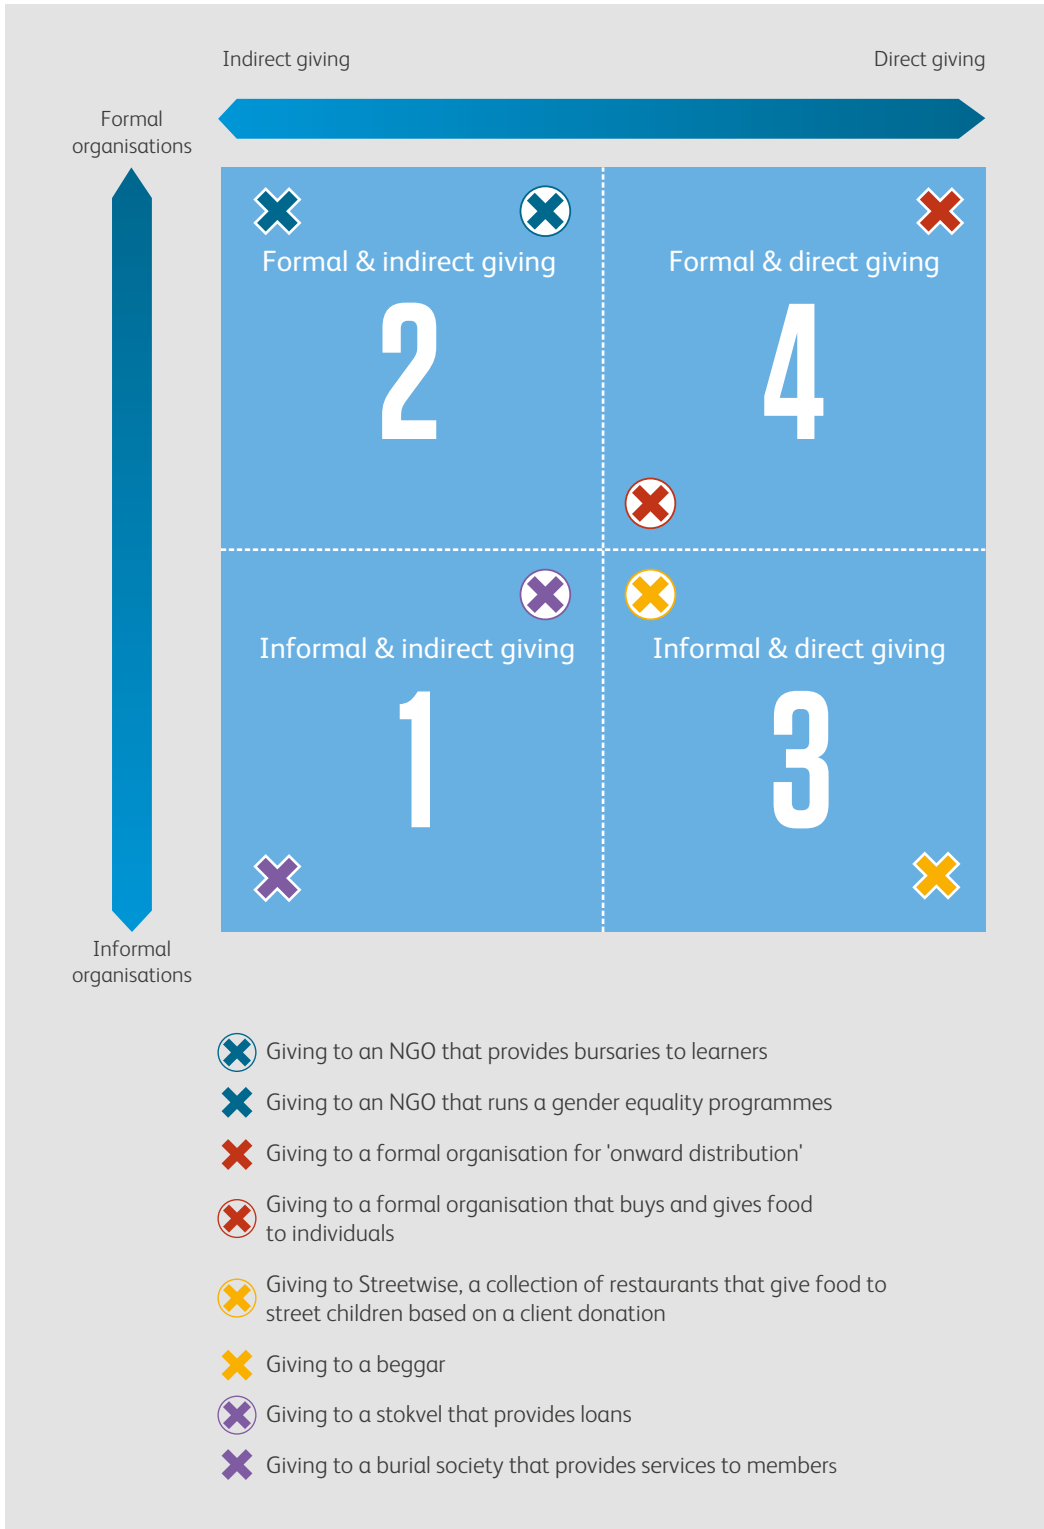 Indirect giving
Direct giving
Formal
organisations
Formal & indirect giving
2
Formal & direct giving
4
Informal & indirect giving
1
Informal & direct giving
3
Informal
organisations
Giving to an NGO that provides bursaries to learners
Giving to an NGO that runs a gender equality programmes
Giving to a formal organisation for 'onward distribution'
Giving to a formal organisation that buys and gives food
to individuals
Giving to Streetwise, a collection of restaurants that give food to
street children based on a client donation
Giving to a beggar
Giving to a stokvel that provides loans
Giving to a burial society that provides services to members